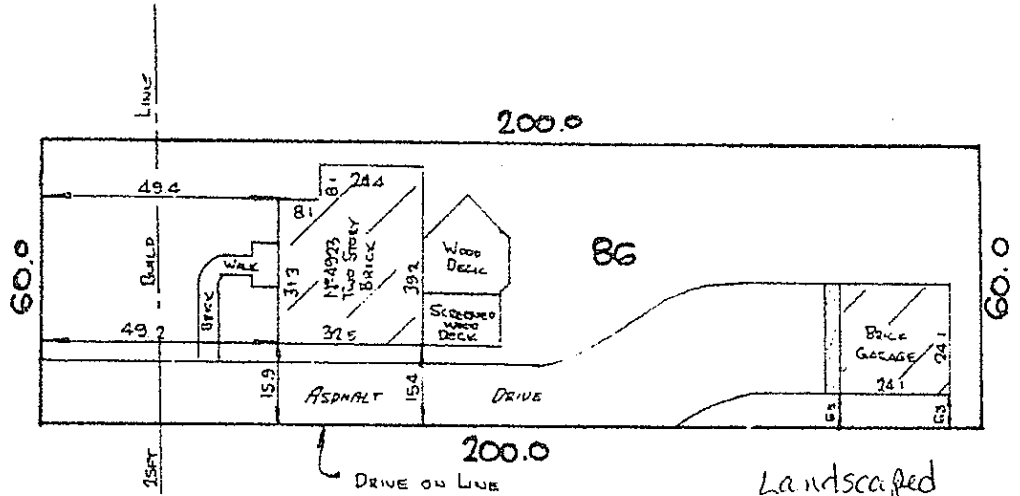 LINE
200.0
49.4
8.1
24.4
8.1
BUILD
60.0
WALK
BRICK
31.3
No 4923
TWO STORY
BRICK
39.2
WOOD
DECK
86
60.0
49.2
32.5
SCREENED
WOOD
DECK
BRICK
GARAGE
24.1
24.1
15.9
ASPHALT
15.4
DRIVE
6.3
200.0
25FT
DRIVE ON LINE
Landscaped